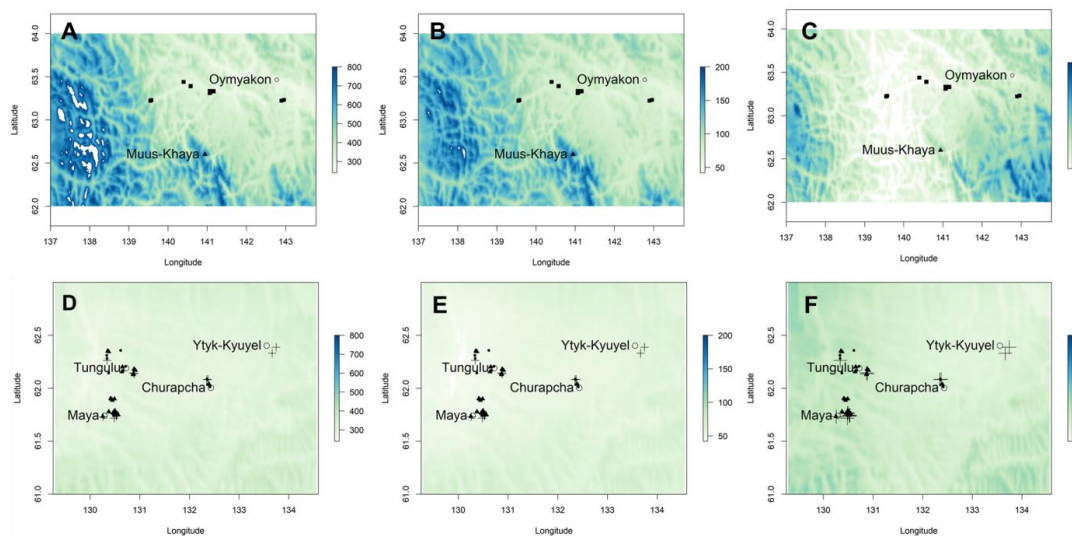 A
64.0
63.5
63.0
62.5
62.0
Latitude
Oymyakon
Muus-Khaya
800
700
600
500
400
300
137 138 139 140 141 142 143
Longitude
B
64.0
63.5
63.0
62.5
62.0
Latitude
Oymyakon
Muus-Khaya
200
150
100
50
137 138 139 140 141 142 143
Longitude
C
64.0
63.5
63.0
62.5
62.0
Latitude
Oymyakon
Muus-Khaya
137 138 139 140 141 142 143
Longitude
D
62.5
62.0
61.5
61.0
Latitude
Ytyk-Kyuyel
Tungulu
Churapcha
Maya
800
700
600
500
400
300
130 131 132 133 134
Longitude
E
62.5
62.0
61.5
61.0
Latitude
Ytyk-Kyuyel
Tungulu
Churapcha
Maya
200
150
100
50
130 131 132 133 134
Longitude
F
62.5
62.0
61.5
61.0
Latitude
Ytyk-Kyuyel
Tungulu
Churapcha
Maya
130 131 132 133 134
Longitude